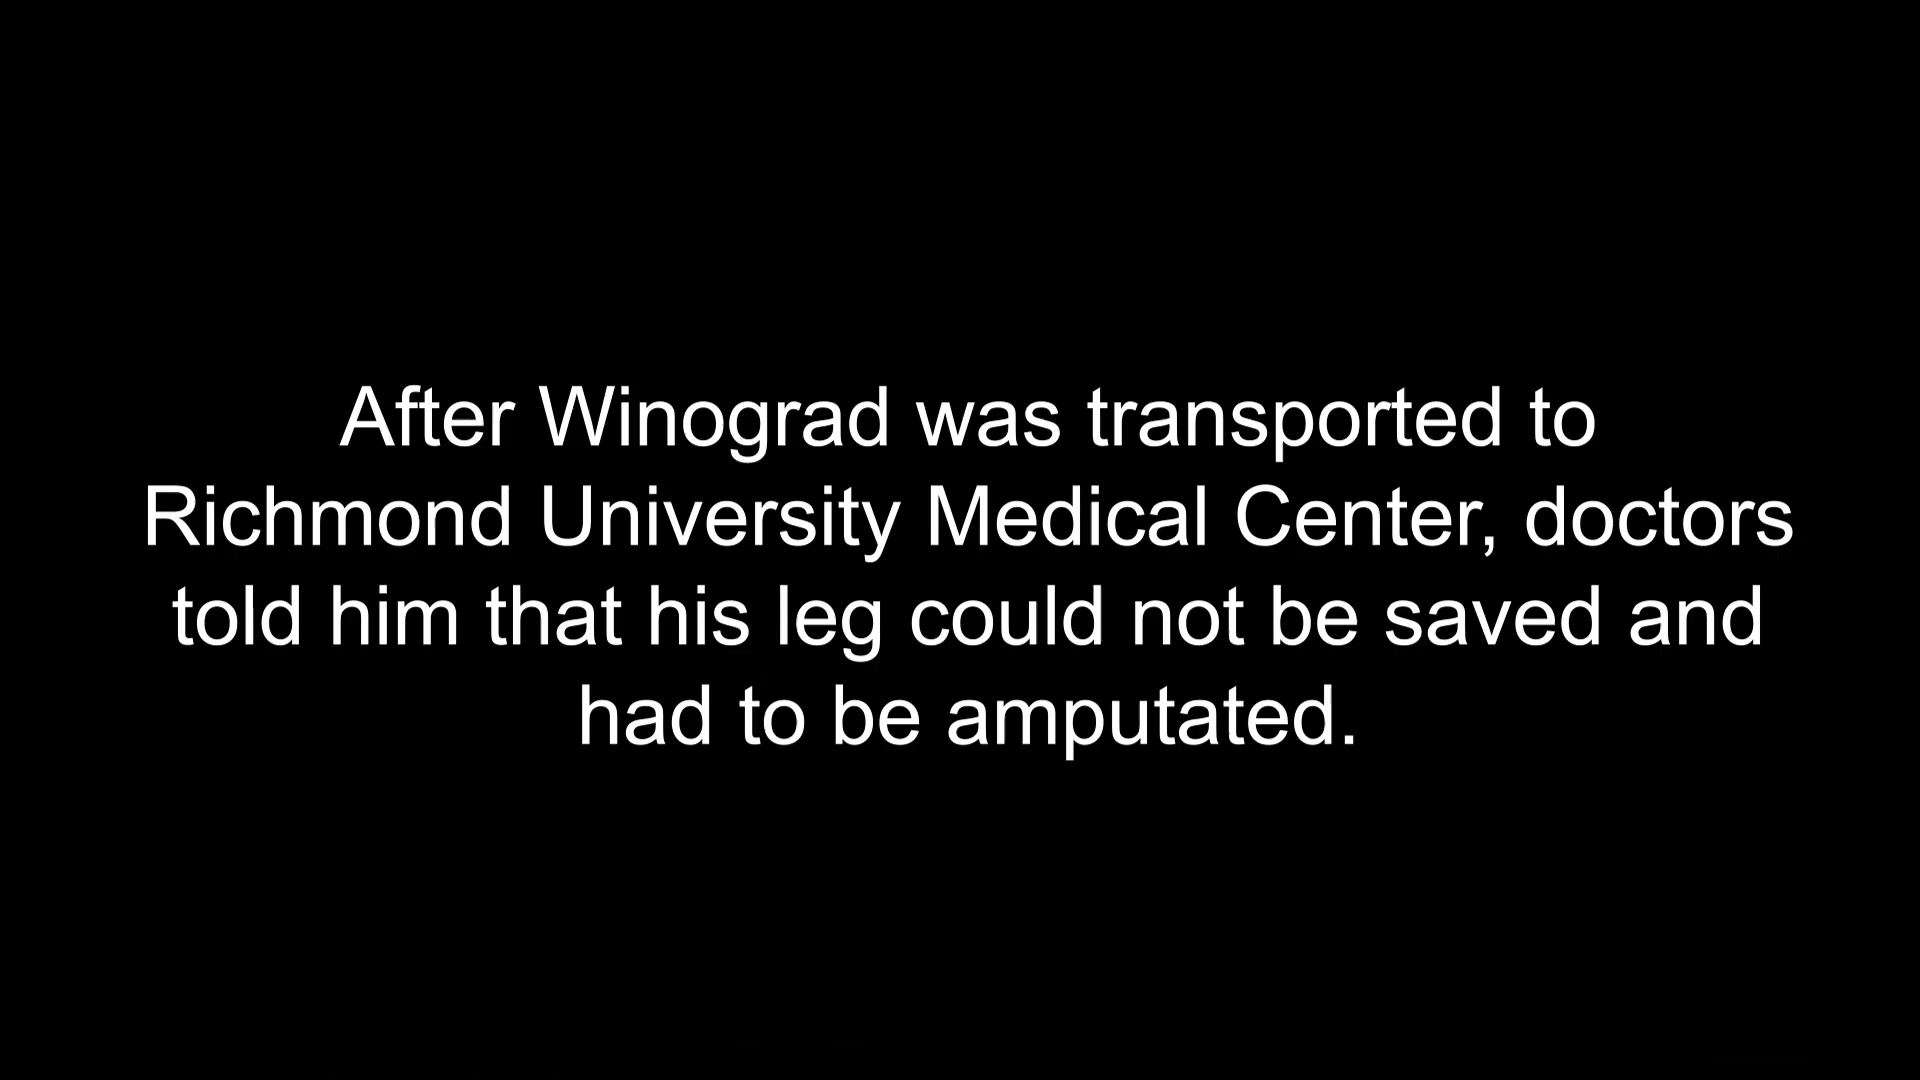 After Winograd was transported to
Richmond University Medical Center, doctors
told him that his leg could not be saved and
had to be amputated.